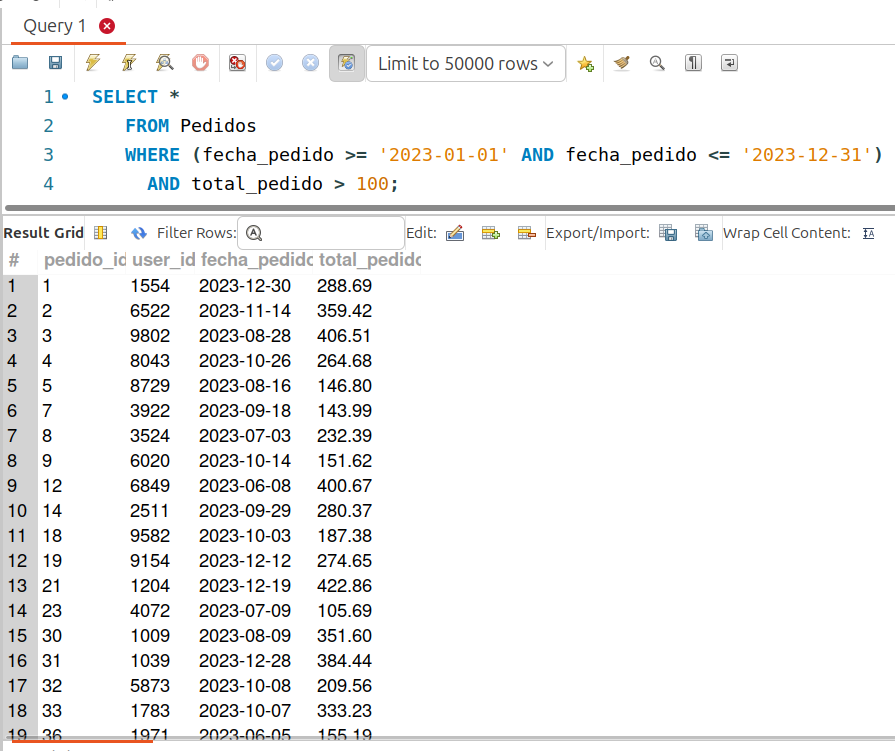 Query 1
Limit to 50000 rows
1 SELECT *
2 FROM Pedidos
3 WHERE (fecha_pedido >= '2023-01-01' AND fecha_pedido <= '2023-12-31')
4 AND total_pedido > 100;
Result Grid Filter Rows: Edit: Export/Import: Wrap Cell Content:
# pedido_id user_id fecha_pedido total_pedido
1 1 1554 2023-12-30 288.69
2 2 6522 2023-11-14 359.42
3 3 9802 2023-08-28 406.51
4 4 8043 2023-10-26 264.68
5 5 8729 2023-08-16 146.80
6 7 3922 2023-09-18 143.99
7 8 3524 2023-07-03 232.39
8 9 6020 2023-10-14 151.62
9 12 6849 2023-06-08 400.67
10 14 2511 2023-09-29 280.37
11 18 9582 2023-10-03 187.38
12 19 9154 2023-12-12 274.65
13 21 1204 2023-12-19 422.86
14 23 4072 2023-07-09 105.69
15 30 1009 2023-08-09 351.60
16 31 1039 2023-12-28 384.44
17 32 5873 2023-10-08 209.56
18 33 1783 2023-10-07 333.23
19 36 1971 2023-06-05 155.19